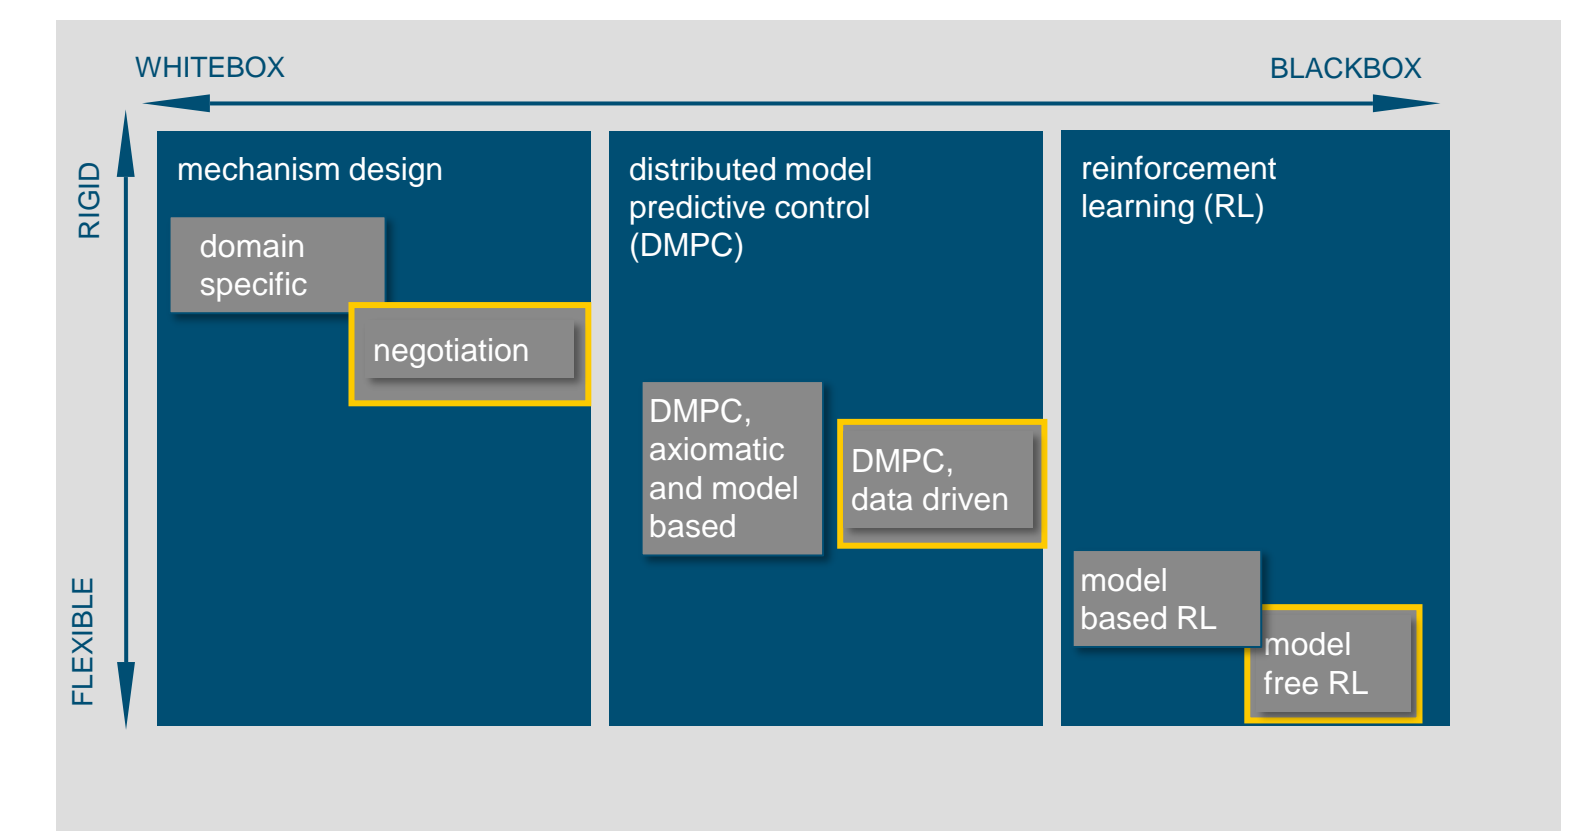 WHITEBOX
BLACKBOX
RIGID
FLEXIBLE
mechanism design
domain
specific
negotiation
distributed model
predictive control
(DMPC)
DMPC,
axiomatic
and model
based
DMPC,
data driven
reinforcement
learning (RL)
model
based RL
model
free RL